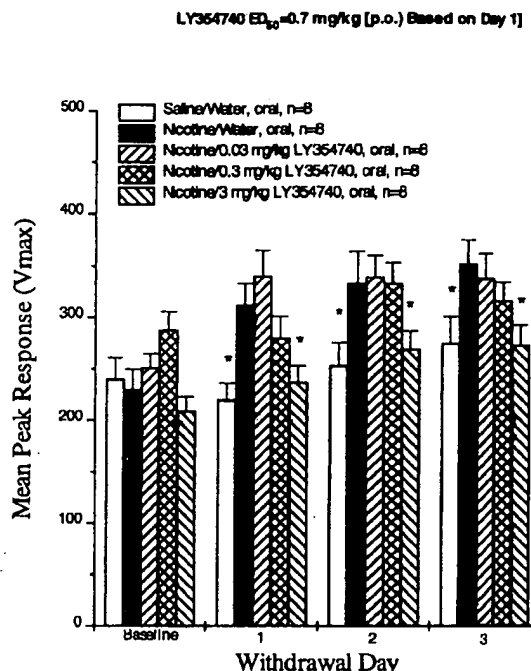 LY354740 ED50=0.7 mg/kg [p.o.) Based on Day 1]
500
Saline/Water, oral, n=8
Nicotine/Water, oral, n=8
Nicotine/0.03 mg/kg LY354740, oral, n=8
Nicotine/0.3 mg/kg LY354740, oral, n=8
Nicotine/3 mg/kg LY354740, oral, n=8
400
300
200
100
0
Mean Peak Response (Vmax)
* * * * * *
Baseline 1 2 3
Withdrawal Day